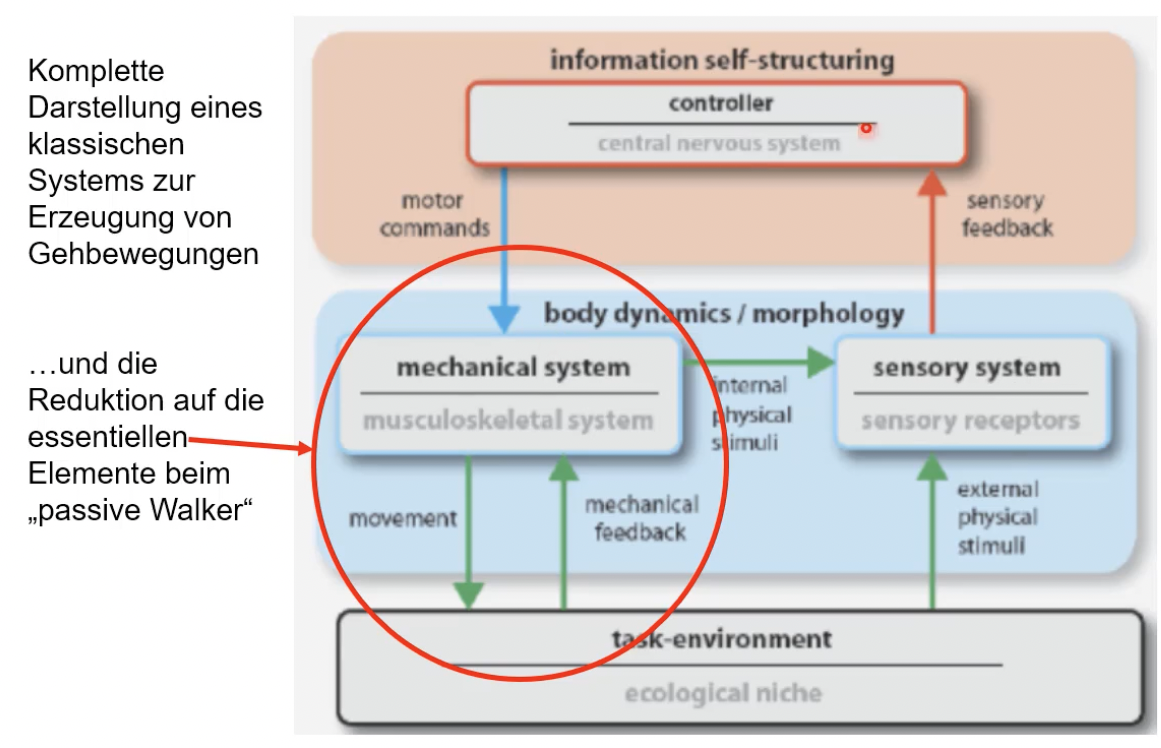 Komplette
Darstellung eines
klassischen
Systems zur
Erzeugung von
Gehbewegungen
…und die
Reduktion auf die
essentiellen
Elemente beim
„passive Walker“
information self-structuring
controller
central nervous system
motor
commands
sensory
feedback
body dynamics / morphology
mechanical system
musculoskeletal system
internal
physical
stimuli
sensory system
sensory receptors
movement
mechanical
feedback
external
physical
stimuli
task-environment
ecological niche